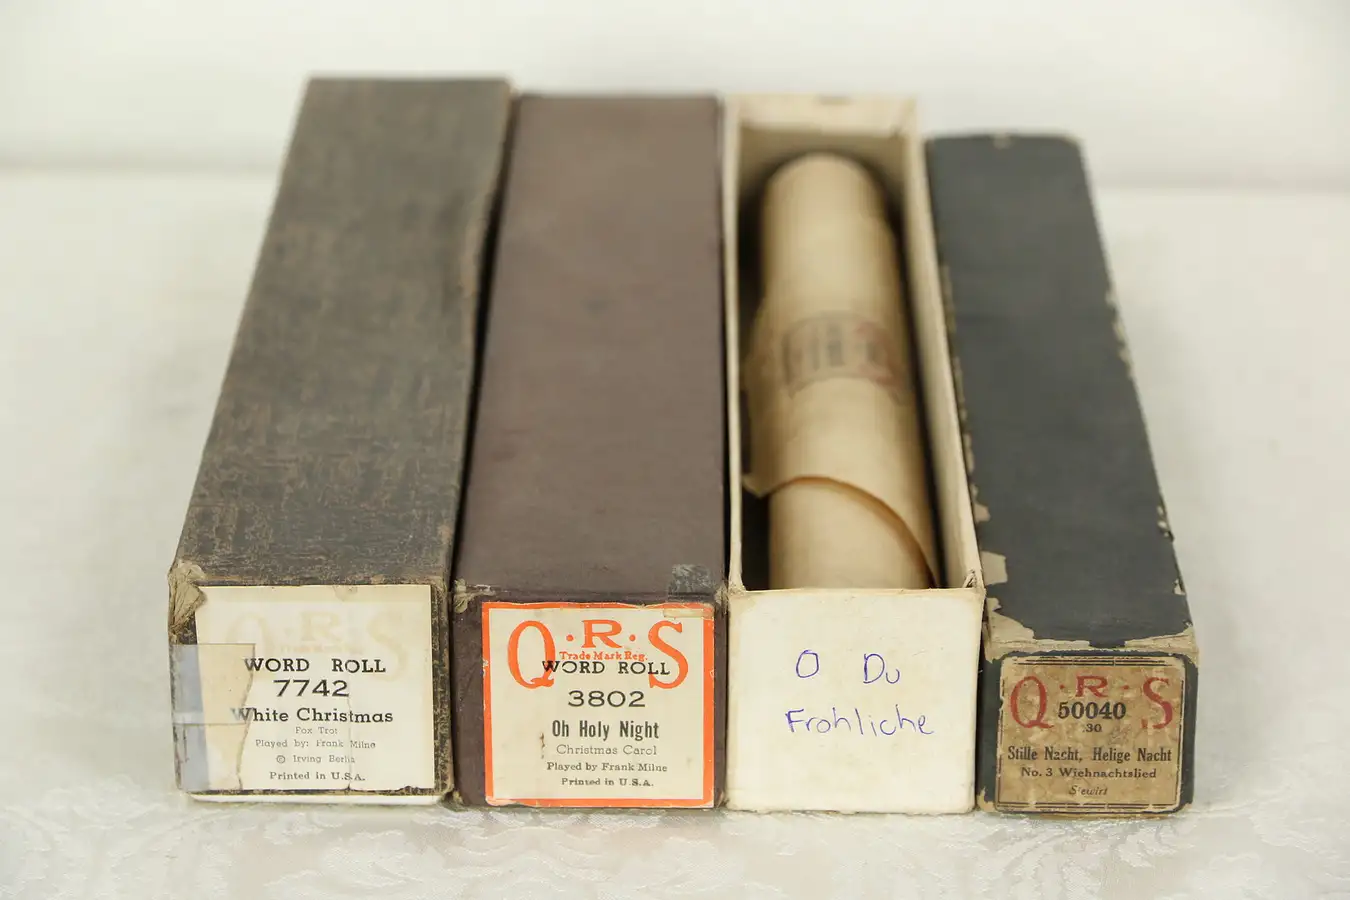 Q·R·S
WORD ROLL
7742
White Christmas
Fox Trot
Played by: Frank Milne
© Irving Berlin
Printed in U.S.A.
Q·R·S
Trade Mark Reg.
WORD ROLL
3802
Oh Holy Night
Christmas Carol
Played by Frank Milne
Printed in U.S.A.
O Du
Frohliche
Q·R·S
50040
.30
Stille Nacht, Helige Nacht
No. 3 Wiehnachtslied